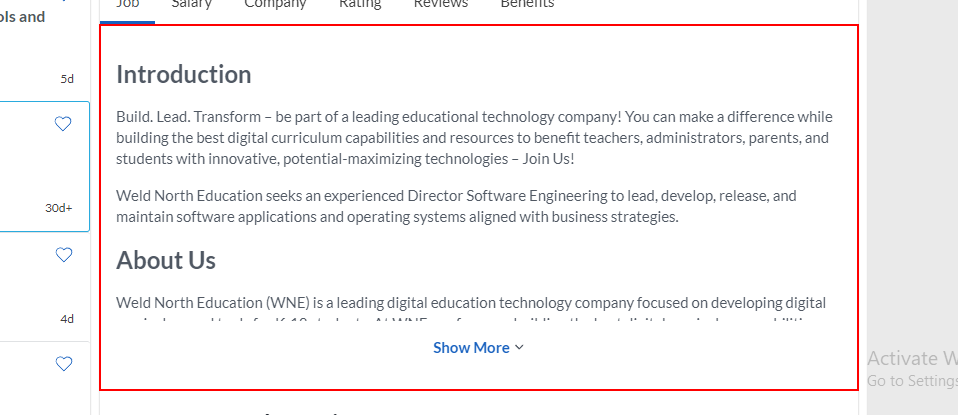 Job Salary Company Rating Reviews Benefits
ols and
5d
Introduction
Build. Lead. Transform – be part of a leading educational technology company! You can make a difference while
building the best digital curriculum capabilities and resources to benefit teachers, administrators, parents, and
students with innovative, potential-maximizing technologies – Join Us!
30d+
Weld North Education seeks an experienced Director Software Engineering to lead, develop, release, and
maintain software applications and operating systems aligned with business strategies.
About Us
Weld North Education (WNE) is a leading digital education technology company focused on developing digital
4d
Show More
Activate W
Go to Settings